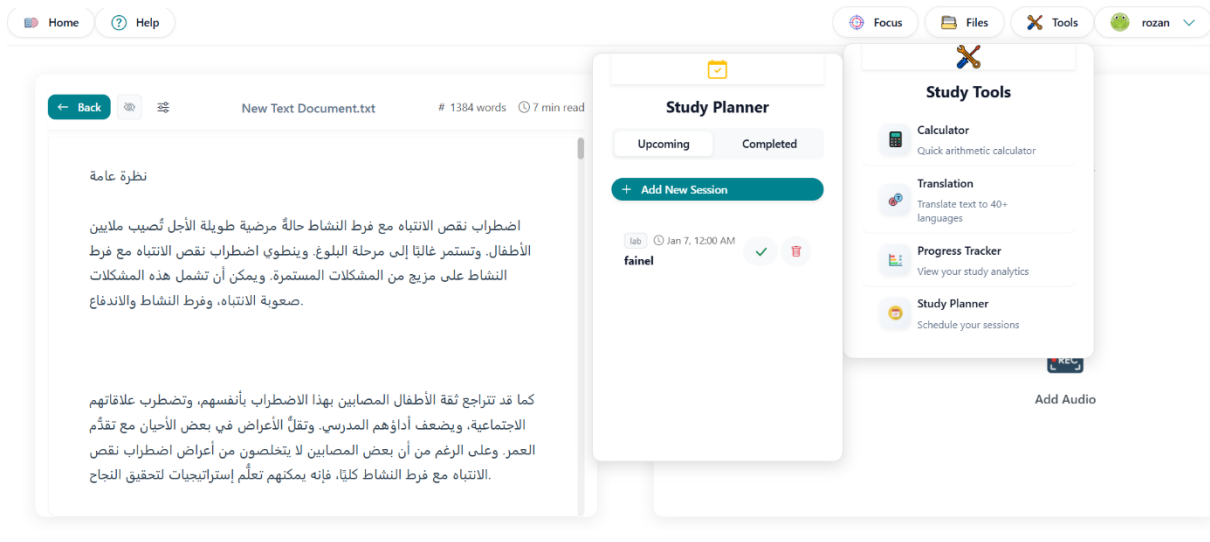 Home
Help
Focus
Files
Tools
rozan
Back
New Text Document.txt
# 1384 words
7 min read
نظرة عامة
اضطراب نقص الانتباه مع فرط النشاط حالةٌ مرضية طويلة الأجل تُصيب ملايين
الأطفال. وتستمر غالبًا إلى مرحلة البلوغ. وينطوي اضطراب نقص الانتباه مع فرط
النشاط على مزيج من المشكلات المستمرة. ويمكن أن تشمل هذه المشكلات
.صعوبة الانتباه، وفرط النشاط والاندفاع
كما قد تتراجع ثقة الأطفال المصابين بهذا الاضطراب بأنفسهم، وتضطرب علاقاتهم
الاجتماعية، ويضعف أداؤهم المدرسي. وتقلُّ الأعراض في بعض الأحيان مع تقدُّم
العمر. وعلى الرغم من أن بعض المصابين لا يتخلصون من أعراض اضطراب نقص
.الانتباه مع فرط النشاط كليًا، فإنه يمكنهم تعلُّم إستراتيجيات لتحقيق النجاح
Study Planner
Upcoming
Completed
+ Add New Session
lab
Jan 7, 12:00 AM
fainel
Study Tools
Calculator
Quick arithmetic calculator
Translation
Translate text to 40+
languages
Progress Tracker
View your study analytics
Study Planner
Schedule your sessions
REC
Add Audio